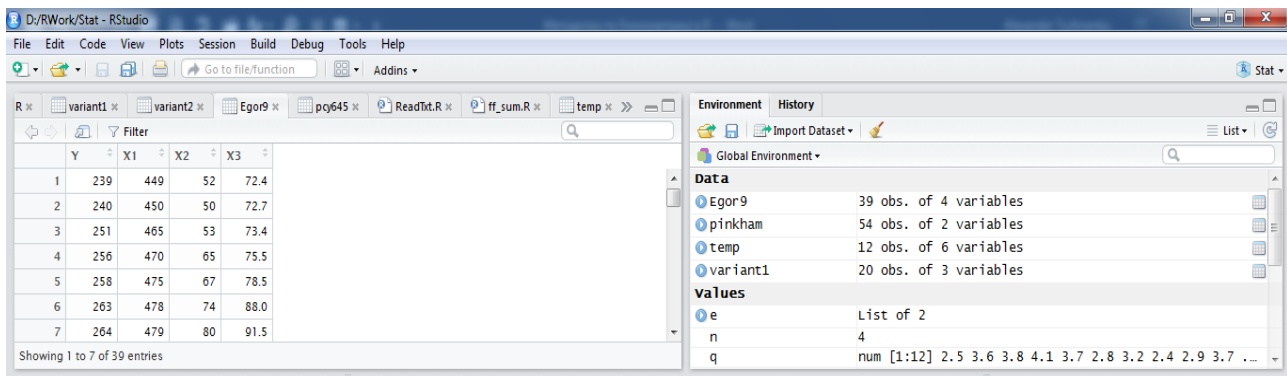 D:/RWork/Stat - RStudio
File Edit Code View Plots Session Build Debug Tools Help
Go to file/function Addins Stat
R variant1 variant2 Egor9 pcy645 ReadTxt.R ff_sum.R temp
Filter
Y X1 X2 X3
1 239 449 52 72.4
2 240 450 50 72.7
3 251 465 53 73.4
4 256 470 65 75.5
5 258 475 67 78.5
6 263 478 74 88.0
7 264 479 80 91.5
Showing 1 to 7 of 39 entries
Environment History
Import Dataset List
Global Environment
Data
Egor9 39 obs. of 4 variables
pinkham 54 obs. of 2 variables
temp 12 obs. of 6 variables
variant1 20 obs. of 3 variables
Values
e List of 2
n 4
q num [1:12] 2.5 3.6 3.8 4.1 3.7 2.8 3.2 2.4 2.9 3.7 ...